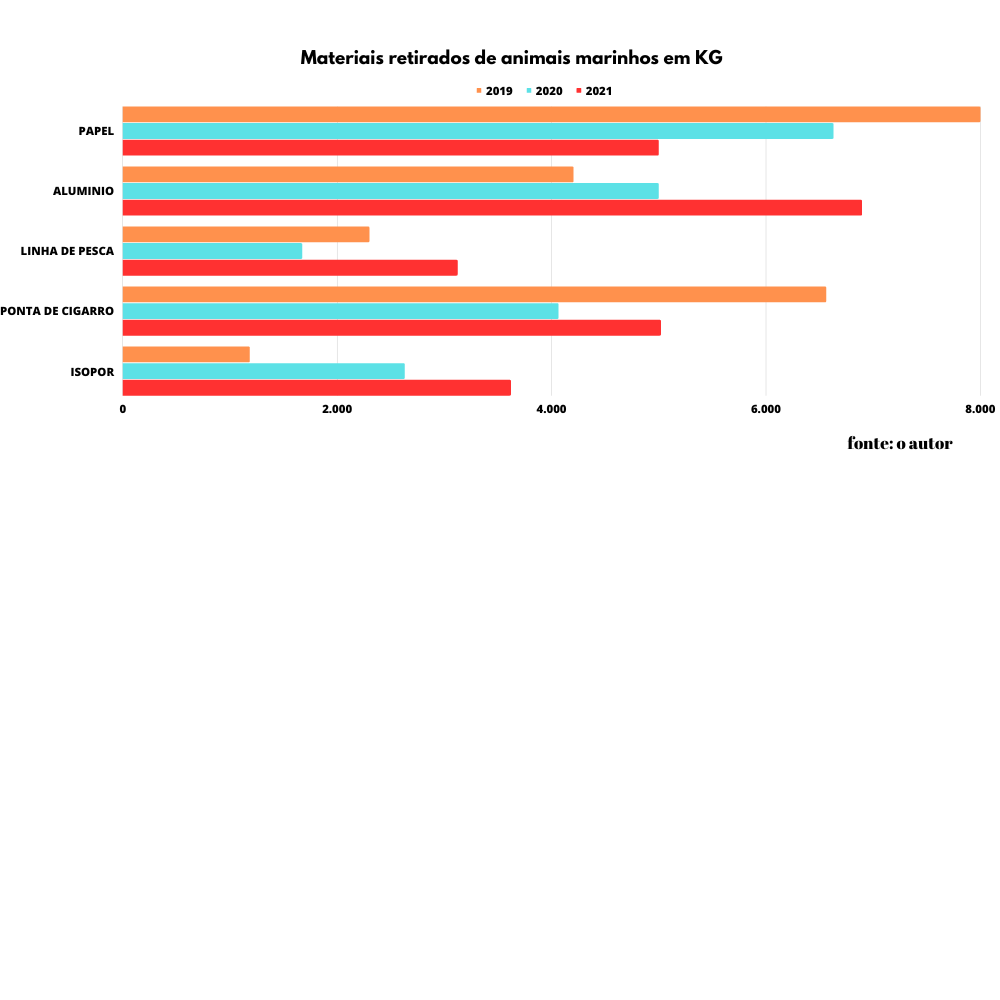 Materiais retirados de animais marinhos em KG
2019 2020 2021
PAPEL
ALUMINIO
LINHA DE PESCA
PONTA DE CIGARRO
ISOPOR
0 2.000 4.000 6.000 8.000
fonte: o autor